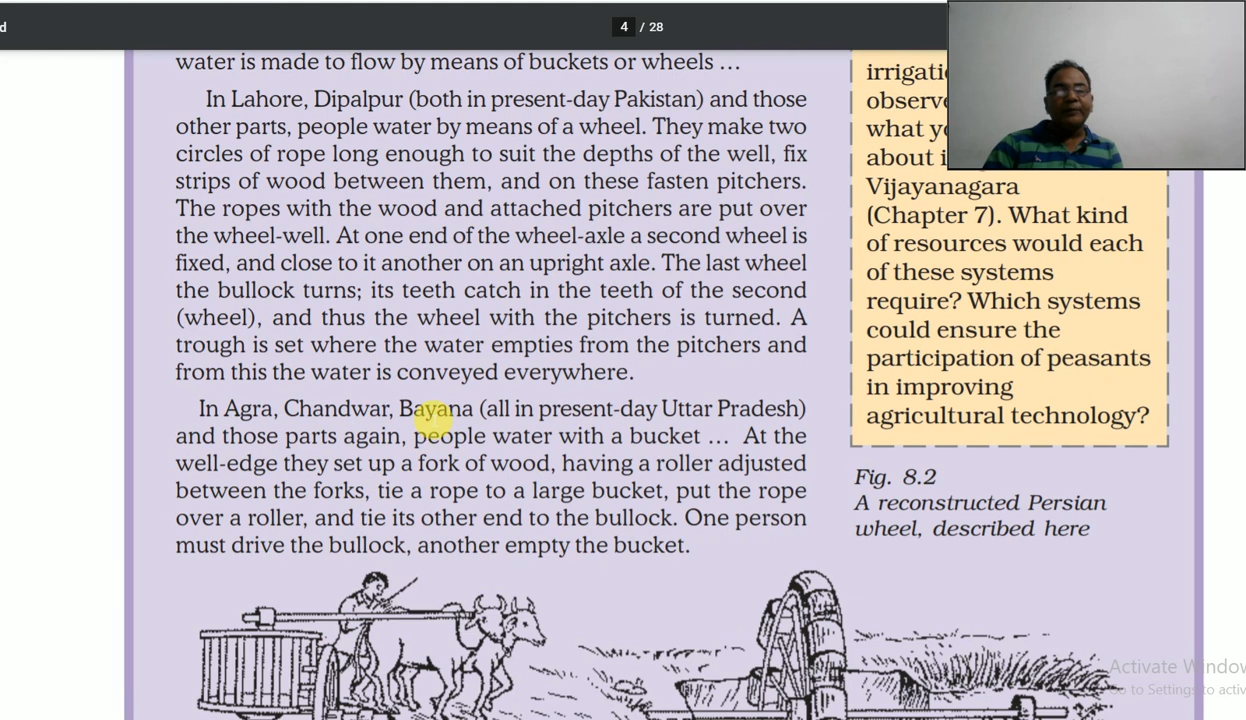 d
4 / 28
water is made to flow by means of buckets or wheels …
In Lahore, Dipalpur (both in present-day Pakistan) and those
other parts, people water by means of a wheel. They make two
circles of rope long enough to suit the depths of the well, fix
strips of wood between them, and on these fasten pitchers.
The ropes with the wood and attached pitchers are put over
the wheel-well. At one end of the wheel-axle a second wheel is
fixed, and close to it another on an upright axle. The last wheel
the bullock turns; its teeth catch in the teeth of the second
(wheel), and thus the wheel with the pitchers is turned. A
trough is set where the water empties from the pitchers and
from this the water is conveyed everywhere.
In Agra, Chandwar, Bayana (all in present-day Uttar Pradesh)
and those parts again, people water with a bucket … At the
well-edge they set up a fork of wood, having a roller adjusted
between the forks, tie a rope to a large bucket, put the rope
over a roller, and tie its other end to the bullock. One person
must drive the bullock, another empty the bucket.
what
about
Vijayanagara
(Chapter 7). What kind
of resources would each
of these systems
require? Which systems
could ensure the
participation of peasants
in improving
agricultural technology?
Fig. 8.2
A reconstructed Persian
wheel, described here
Activate Window
Go to Settings to activ